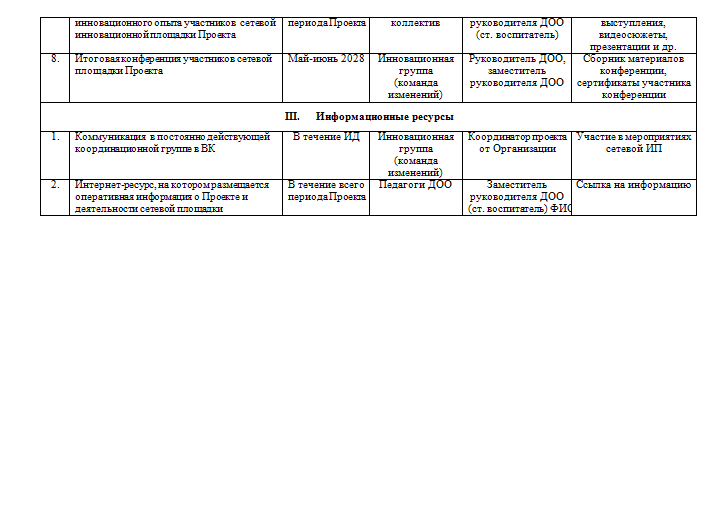 инновационного опыта участников сетевой инновационной площадки Проекта
периода Проекта
коллектив
руководителя ДОО (ст. воспитатель)
выступления, видеосюжеты, презентации и др.
8.
Итоговая конференция участников сетевой площадки Проекта
Май-июнь 2028
Инновационная группа (команда изменений)
Руководитель ДОО, заместитель руководителя ДОО
Сборник материалов конференции, сертификаты участника конференции
III. Информационные ресурсы
1.
Коммуникация в постоянно действующей координационной группе в ВК
В течение ИД
Инновационная группа (команда изменений)
Координатор проекта от Организации
Участие в мероприятиях сетевой ИП
2.
Интернет-ресурс, на котором размещается оперативная информация о Проекте и деятельности сетевой площадки
В течение всего периода Проекта
Педагоги ДОО
Заместитель руководителя ДОО (ст. воспитатель) ФИО
Ссылка на информацию